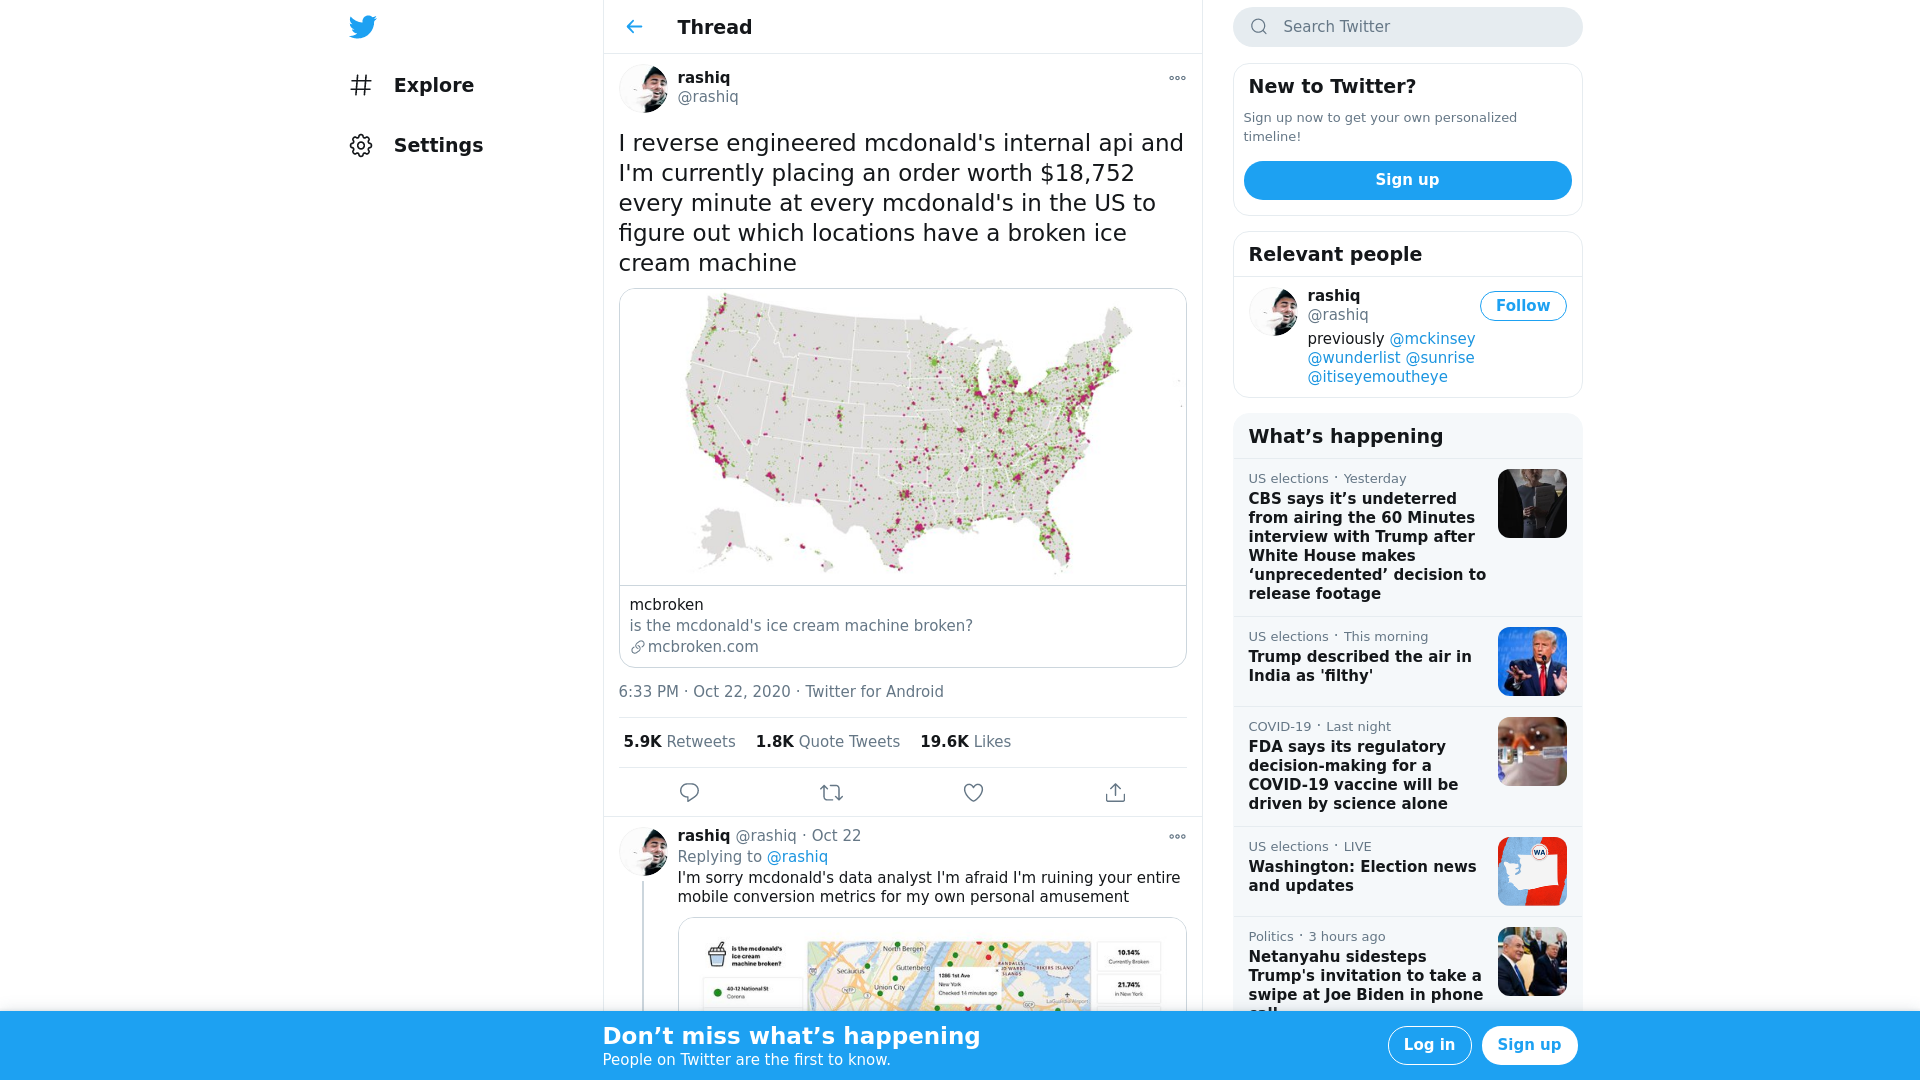 Explore
Settings
Thread
rashiq
@rashiq
I reverse engineered mcdonald's internal api and
I'm currently placing an order worth $18,752
every minute at every mcdonald's in the US to
figure out which locations have a broken ice
cream machine
mcbroken
is the mcdonald's ice cream machine broken?
mcbroken.com
6:33 PM · Oct 22, 2020 · Twitter for Android
5.9K Retweets 1.8K Quote Tweets 19.6K Likes
rashiq @rashiq · Oct 22
Replying to @rashiq
I'm sorry mcdonald's data analyst I'm afraid I'm ruining your entire
mobile conversion metrics for my own personal amusement
is the mcdonald's
ice cream
machine broken?
40-12 National St
Corona
North Bergen
Secaucus
Guttenberg
Union City
1286 1st Ave
New York
Checked 14 minutes ago
RIKERS ISLAND
10.14%
Currently Broken
21.74%
in New York
Search Twitter
New to Twitter?
Sign up now to get your own personalized
timeline!
Sign up
Relevant people
rashiq
@rashiq
Follow
previously @mckinsey
@wunderlist @sunrise
@itiseyemoutheye
What’s happening
US elections · Yesterday
CBS says it’s undeterred
from airing the 60 Minutes
interview with Trump after
White House makes
‘unprecedented’ decision to
release footage
US elections · This morning
Trump described the air in
India as 'filthy'
COVID-19 · Last night
FDA says its regulatory
decision-making for a
COVID-19 vaccine will be
driven by science alone
US elections · LIVE
Washington: Election news
and updates
WA
Politics · 3 hours ago
Netanyahu sidesteps
Trump's invitation to take a
swipe at Joe Biden in phone
Don’t miss what’s happening
People on Twitter are the first to know.
Log in
Sign up